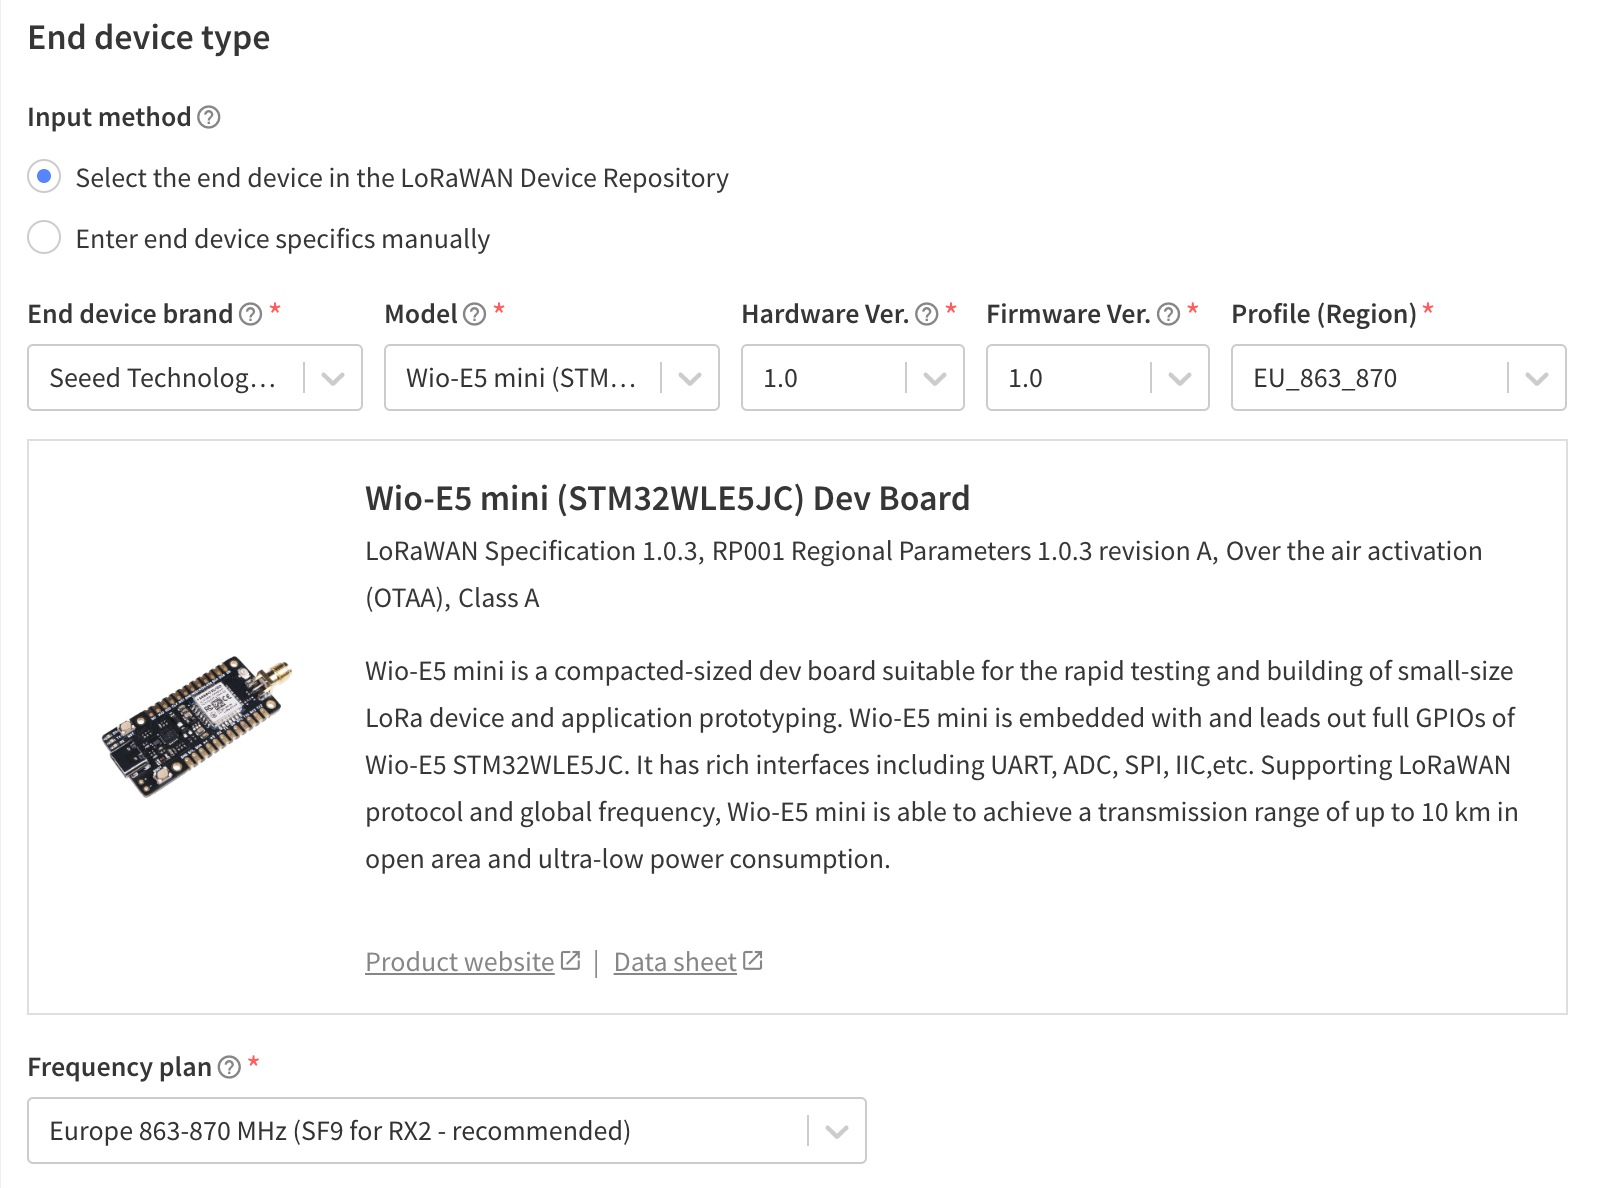 End device type
Input method
Select the end device in the LoRaWAN Device Repository
Enter end device specifics manually
End device brand * Model * Hardware Ver. * Firmware Ver. * Profile (Region) *
Seeed Technolog... Wio-E5 mini (STM... 1.0 1.0 EU_863_870
Wio-E5 mini (STM32WLE5JC) Dev Board
LoRaWAN Specification 1.0.3, RP001 Regional Parameters 1.0.3 revision A, Over the air activation
(OTAA), Class A
Wio-E5 mini is a compacted-sized dev board suitable for the rapid testing and building of small-size
LoRa device and application prototyping. Wio-E5 mini is embedded with and leads out full GPIOs of
Wio-E5 STM32WLE5JC. It has rich interfaces including UART, ADC, SPI, IIC,etc. Supporting LoRaWAN
protocol and global frequency, Wio-E5 mini is able to achieve a transmission range of up to 10 km in
open area and ultra-low power consumption.
Product website | Data sheet
Frequency plan *
Europe 863-870 MHz (SF9 for RX2 - recommended)